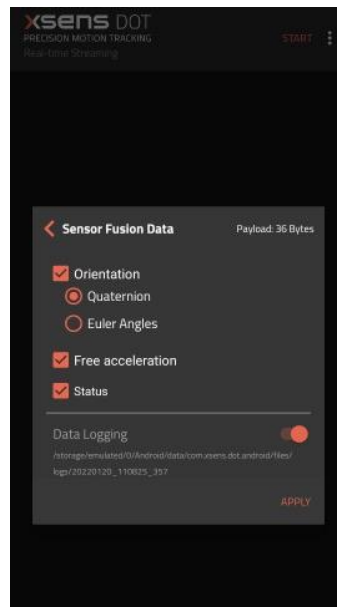 xsens DOT
PRECISION MOTION TRACKING
Real-time Streaming
START
Sensor Fusion Data
Payload: 36 Bytes
Orientation
Quaternion
Euler Angles
Free acceleration
Status
Data Logging
/storage/emulated/0/Android/data/com.xsens.dot.android/files/
logs/20220120_110825_357
APPLY